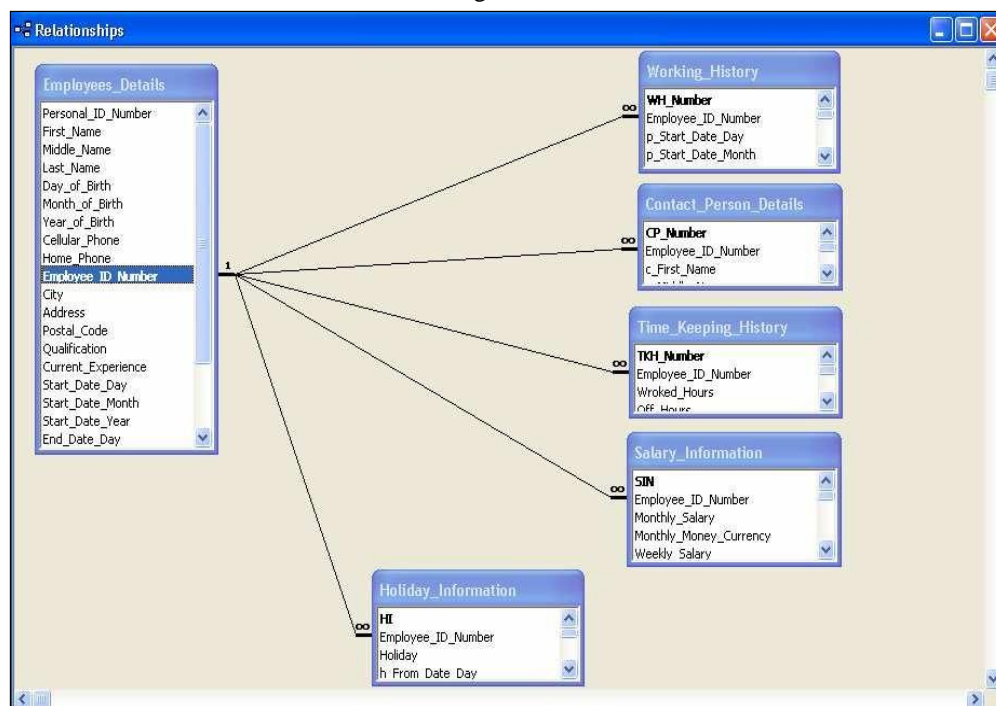 Relationships
Employees_Details
Personal_ID_Number
First_Name
Middle_Name
Last_Name
Day_of_Birth
Month_of_Birth
Year_of_Birth
Cellular_Phone
Home_Phone
Employee_ID_Number
City
Address
Postal_Code
Qualification
Current_Experience
Start_Date_Day
Start_Date_Month
Start_Date_Year
End_Date_Day
1
Working_History
∞
WH_Number
Employee_ID_Number
p_Start_Date_Day
p_Start_Date_Month
Contact_Person_Details
∞
CP_Number
Employee_ID_Number
c_First_Name
Time_Keeping_History
∞
TKH_Number
Employee_ID_Number
Wroked_Hours
Off_Hours
Salary_Information
∞
SIN
Employee_ID_Number
Monthly_Salary
Monthly_Money_Currency
Weekly_Salary
Holiday_Information
∞
HI
Employee_ID_Number
Holiday
h_From_Date_Day